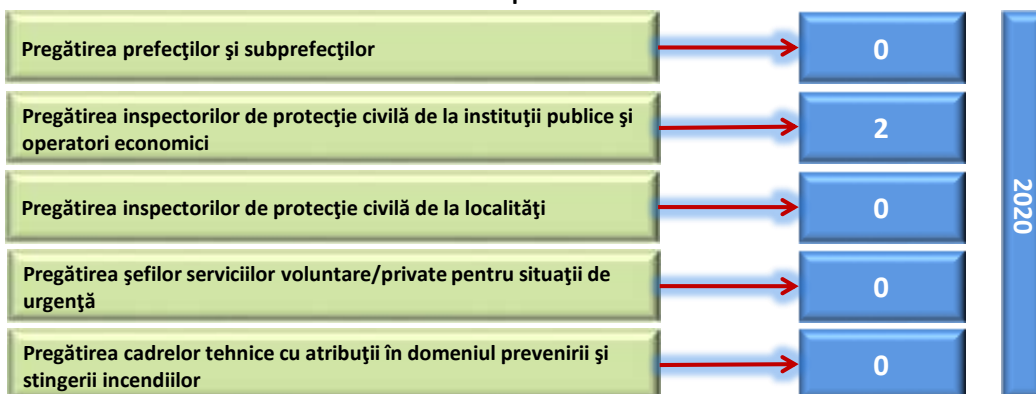 Pregătirea prefecţilor şi subprefecţilor
0
Pregătirea inspectorilor de protecţie civilă de la instituţii publice şi
operatori economici
2
Pregătirea inspectorilor de protecţie civilă de la localităţi
0
Pregătirea şefilor serviciilor voluntare/private pentru situaţii de
urgenţă
0
Pregătirea cadrelor tehnice cu atribuţii în domeniul prevenirii şi
stingerii incendiilor
0
2020